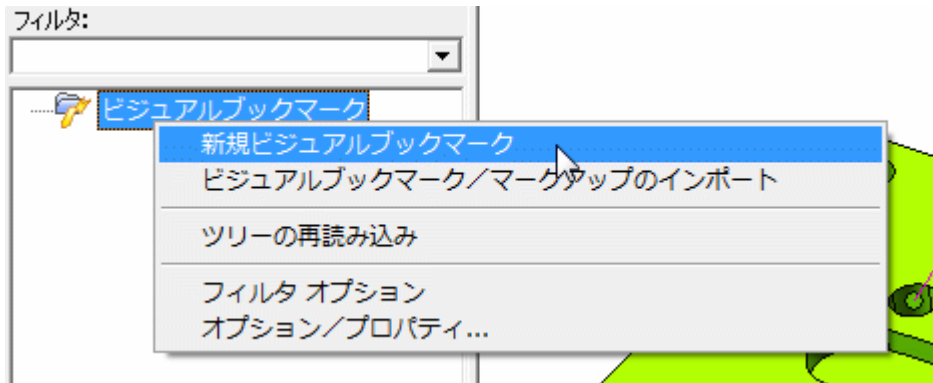 フィルタ:
ビジュアルブックマーク
新規ビジュアルブックマーク
ビジュアルブックマーク／マークアップのインポート
ツリーの再読み込み
フィルタ オプション
オプション／プロパティ...